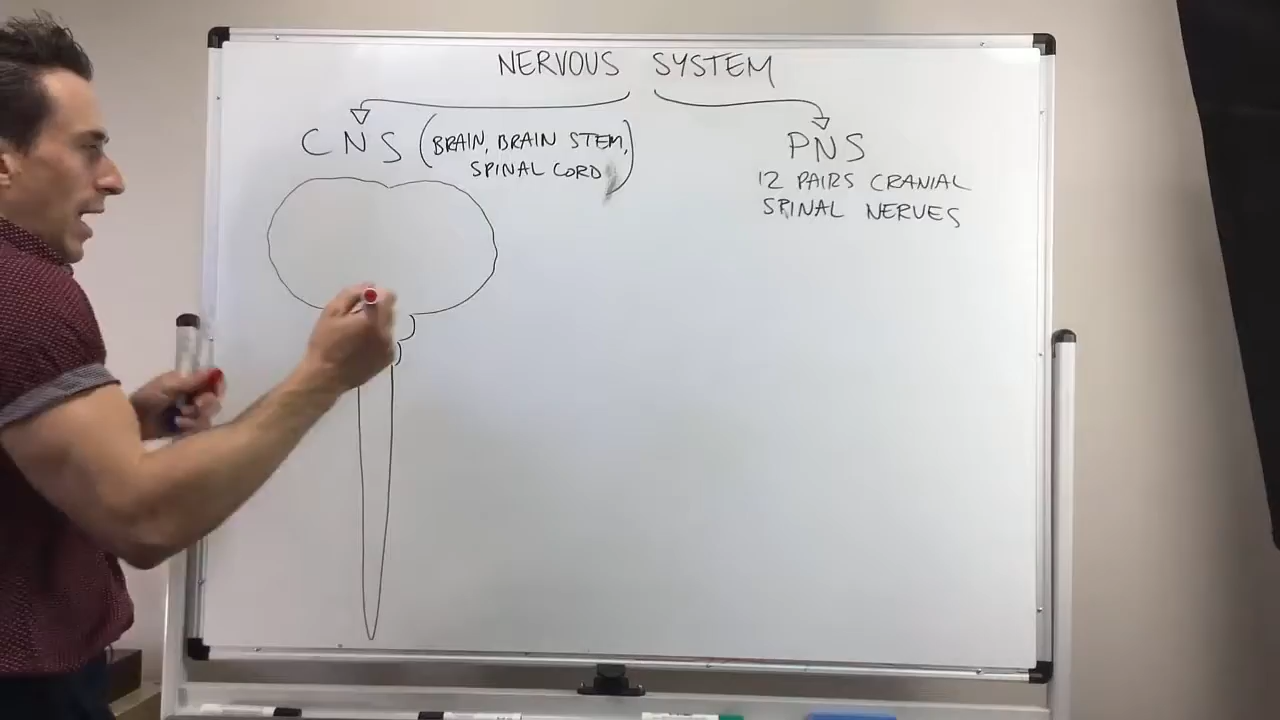 NERVOUS SYSTEM
CNS (BRAIN, BRAIN STEM,
SPINAL CORD)
PNS
12 PAIRS CRANIAL
SPINAL NERVES